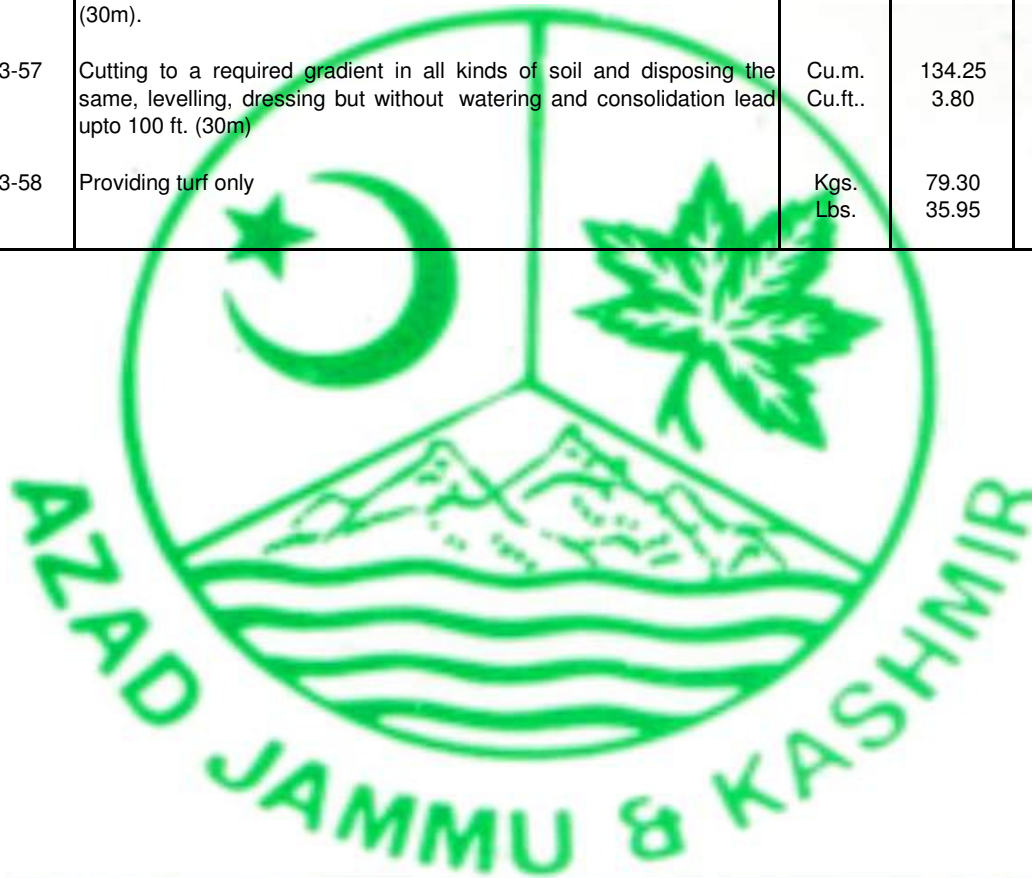 (30m).
3-57 Cutting to a required gradient in all kinds of soil and disposing the Cu.m. 134.25
same, levelling, dressing but without watering and consolidation lead Cu.ft.. 3.80
upto 100 ft. (30m)
3-58 Providing turf only Kgs. 79.30
Lbs. 35.95
AZAD JAMMU & KASHMIR